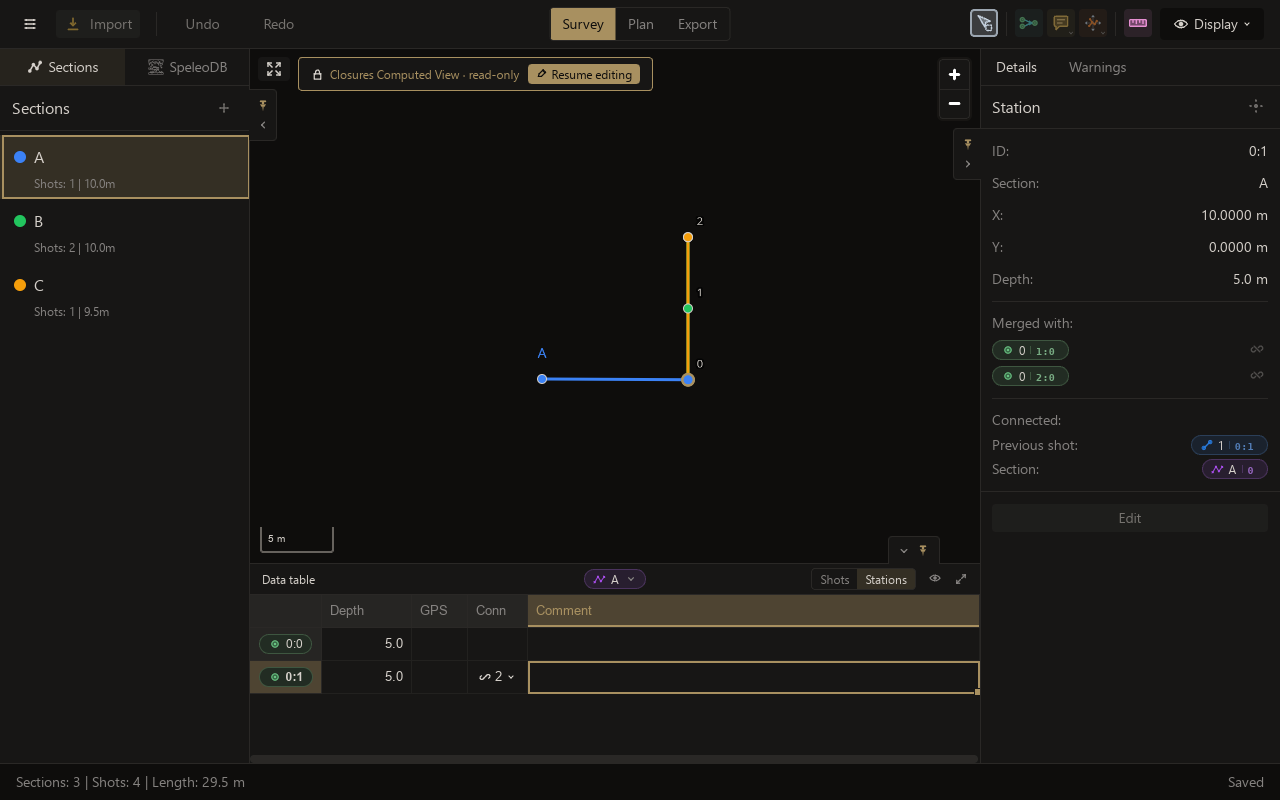 Import
Undo
Redo
Survey
Plan
Export
Display
Sections
SpeleoDB
Closures Computed View · read-only
Resume editing
Details
Warnings
Sections
A
Shots: 1 | 10.0m
B
Shots: 2 | 10.0m
C
Shots: 1 | 9.5m
2
1
A
0
5 m
Station
ID:
0:1
Section:
A
X:
10.0000 m
Y:
0.0000 m
Depth:
5.0 m
Merged with:
0 | 1:0
0 | 2:0
Connected:
Previous shot:
1 | 0:1
Section:
A | 0
Edit
Data table
A
Shots
Stations
Depth
GPS
Conn
Comment
0:0
5.0
0:1
5.0
2
Sections: 3 | Shots: 4 | Length: 29.5 m
Saved